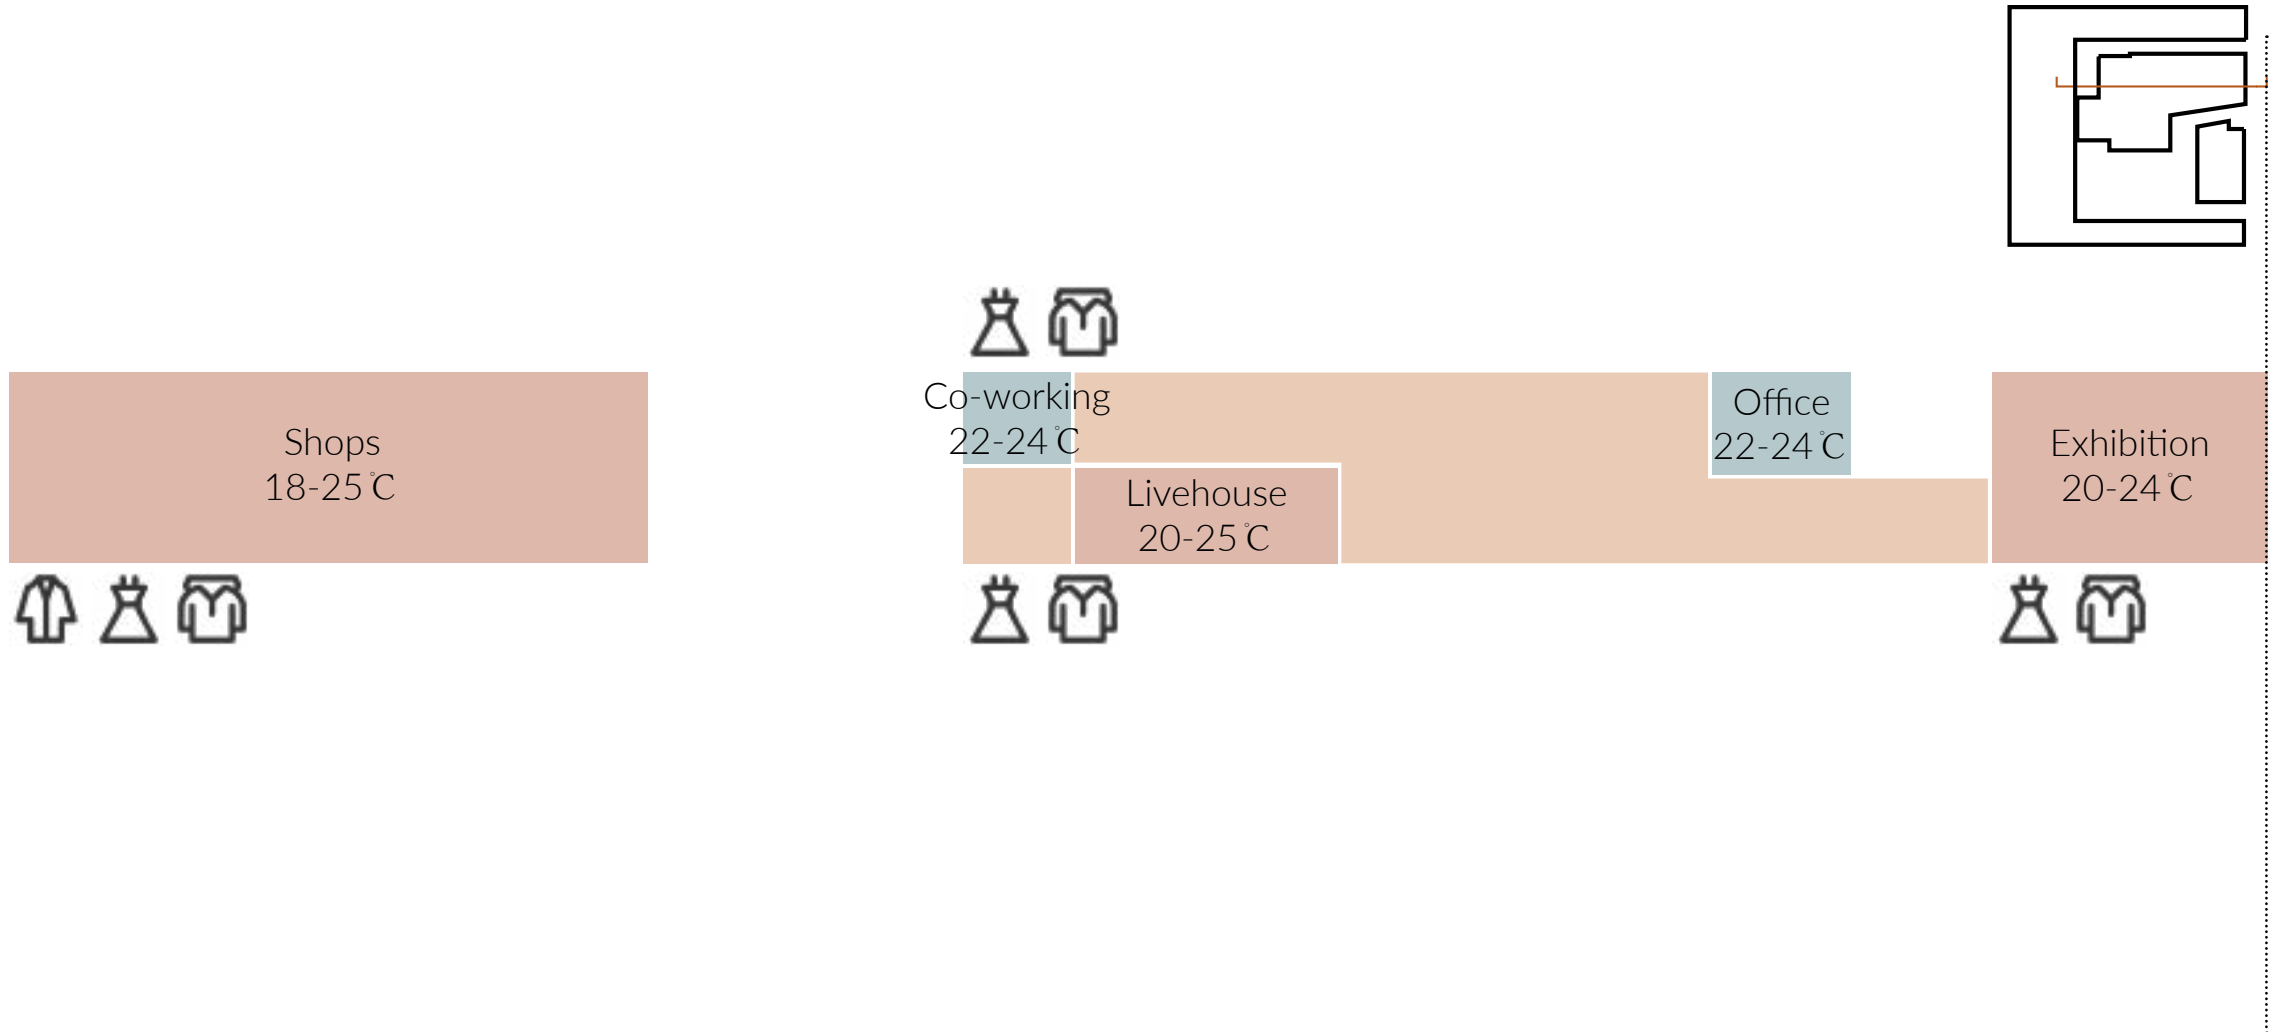 Shops
18-25℃
Co-working
22-24℃
Livehouse
20-25℃
Office
22-24℃
Exhibition
20-24℃